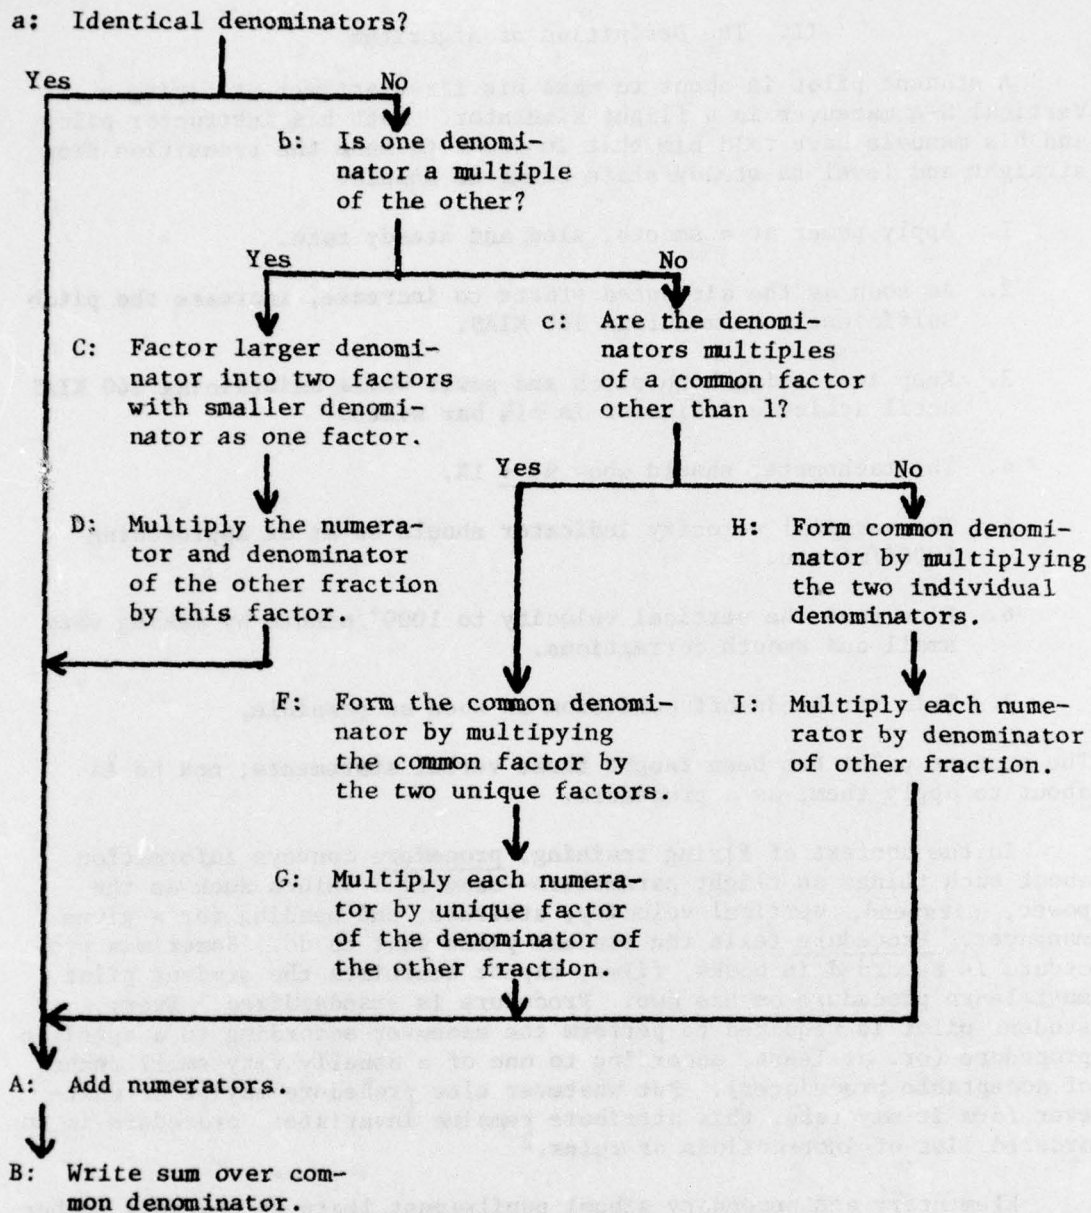 a: Identical denominators?
Yes
No
b: Is one denomi-
nator a multiple
of the other?
Yes
No
C: Factor larger denomi-
nator into two factors
with smaller denomi-
nator as one factor.
c: Are the denomi-
nators multiples
of a common factor
other than 1?
D: Multiply the numera-
tor and denominator
of the other fraction
by this factor.
Yes
No
H: Form common denomi-
nator by multiplying
the two individual
denominators.
F: Form the common denomi-
nator by multipying
the common factor by
the two unique factors.
I: Multiply each nume-
rator by denominator
of other fraction.
G: Multiply each numera-
tor by unique factor
of the denominator of
the other fraction.
A: Add numerators.
B: Write sum over com-
mon denominator.